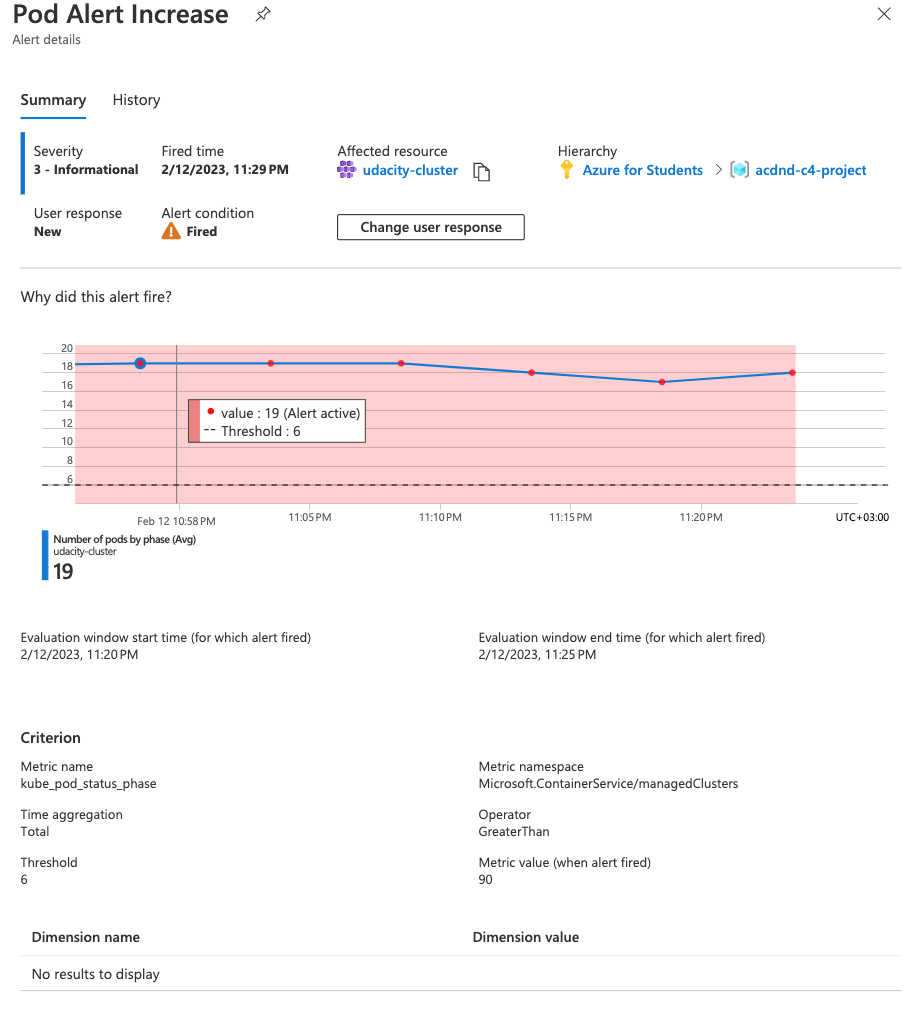 Pod Alert Increase
Alert details
Summary History
Severity Fired time Affected resource Hierarchy
3 - Informational 2/12/2023, 11:29 PM udacity-cluster Azure for Students > acdnd-c4-project
User response Alert condition
New Fired Change user response
Why did this alert fire?
20
18
16
14
12
10
8
6
value : 19 (Alert active)
-- Threshold : 6
Feb 12 10:58 PM 11:05 PM 11:10 PM 11:15 PM 11:20 PM UTC+03:00
Number of pods by phase (Avg)
udacity-cluster
19
Evaluation window start time (for which alert fired) Evaluation window end time (for which alert fired)
2/12/2023, 11:20 PM 2/12/2023, 11:25 PM
Criterion
Metric name Metric namespace
kube_pod_status_phase Microsoft.ContainerService/managedClusters
Time aggregation Operator
Total GreaterThan
Threshold Metric value (when alert fired)
6 90
Dimension name Dimension value
No results to display